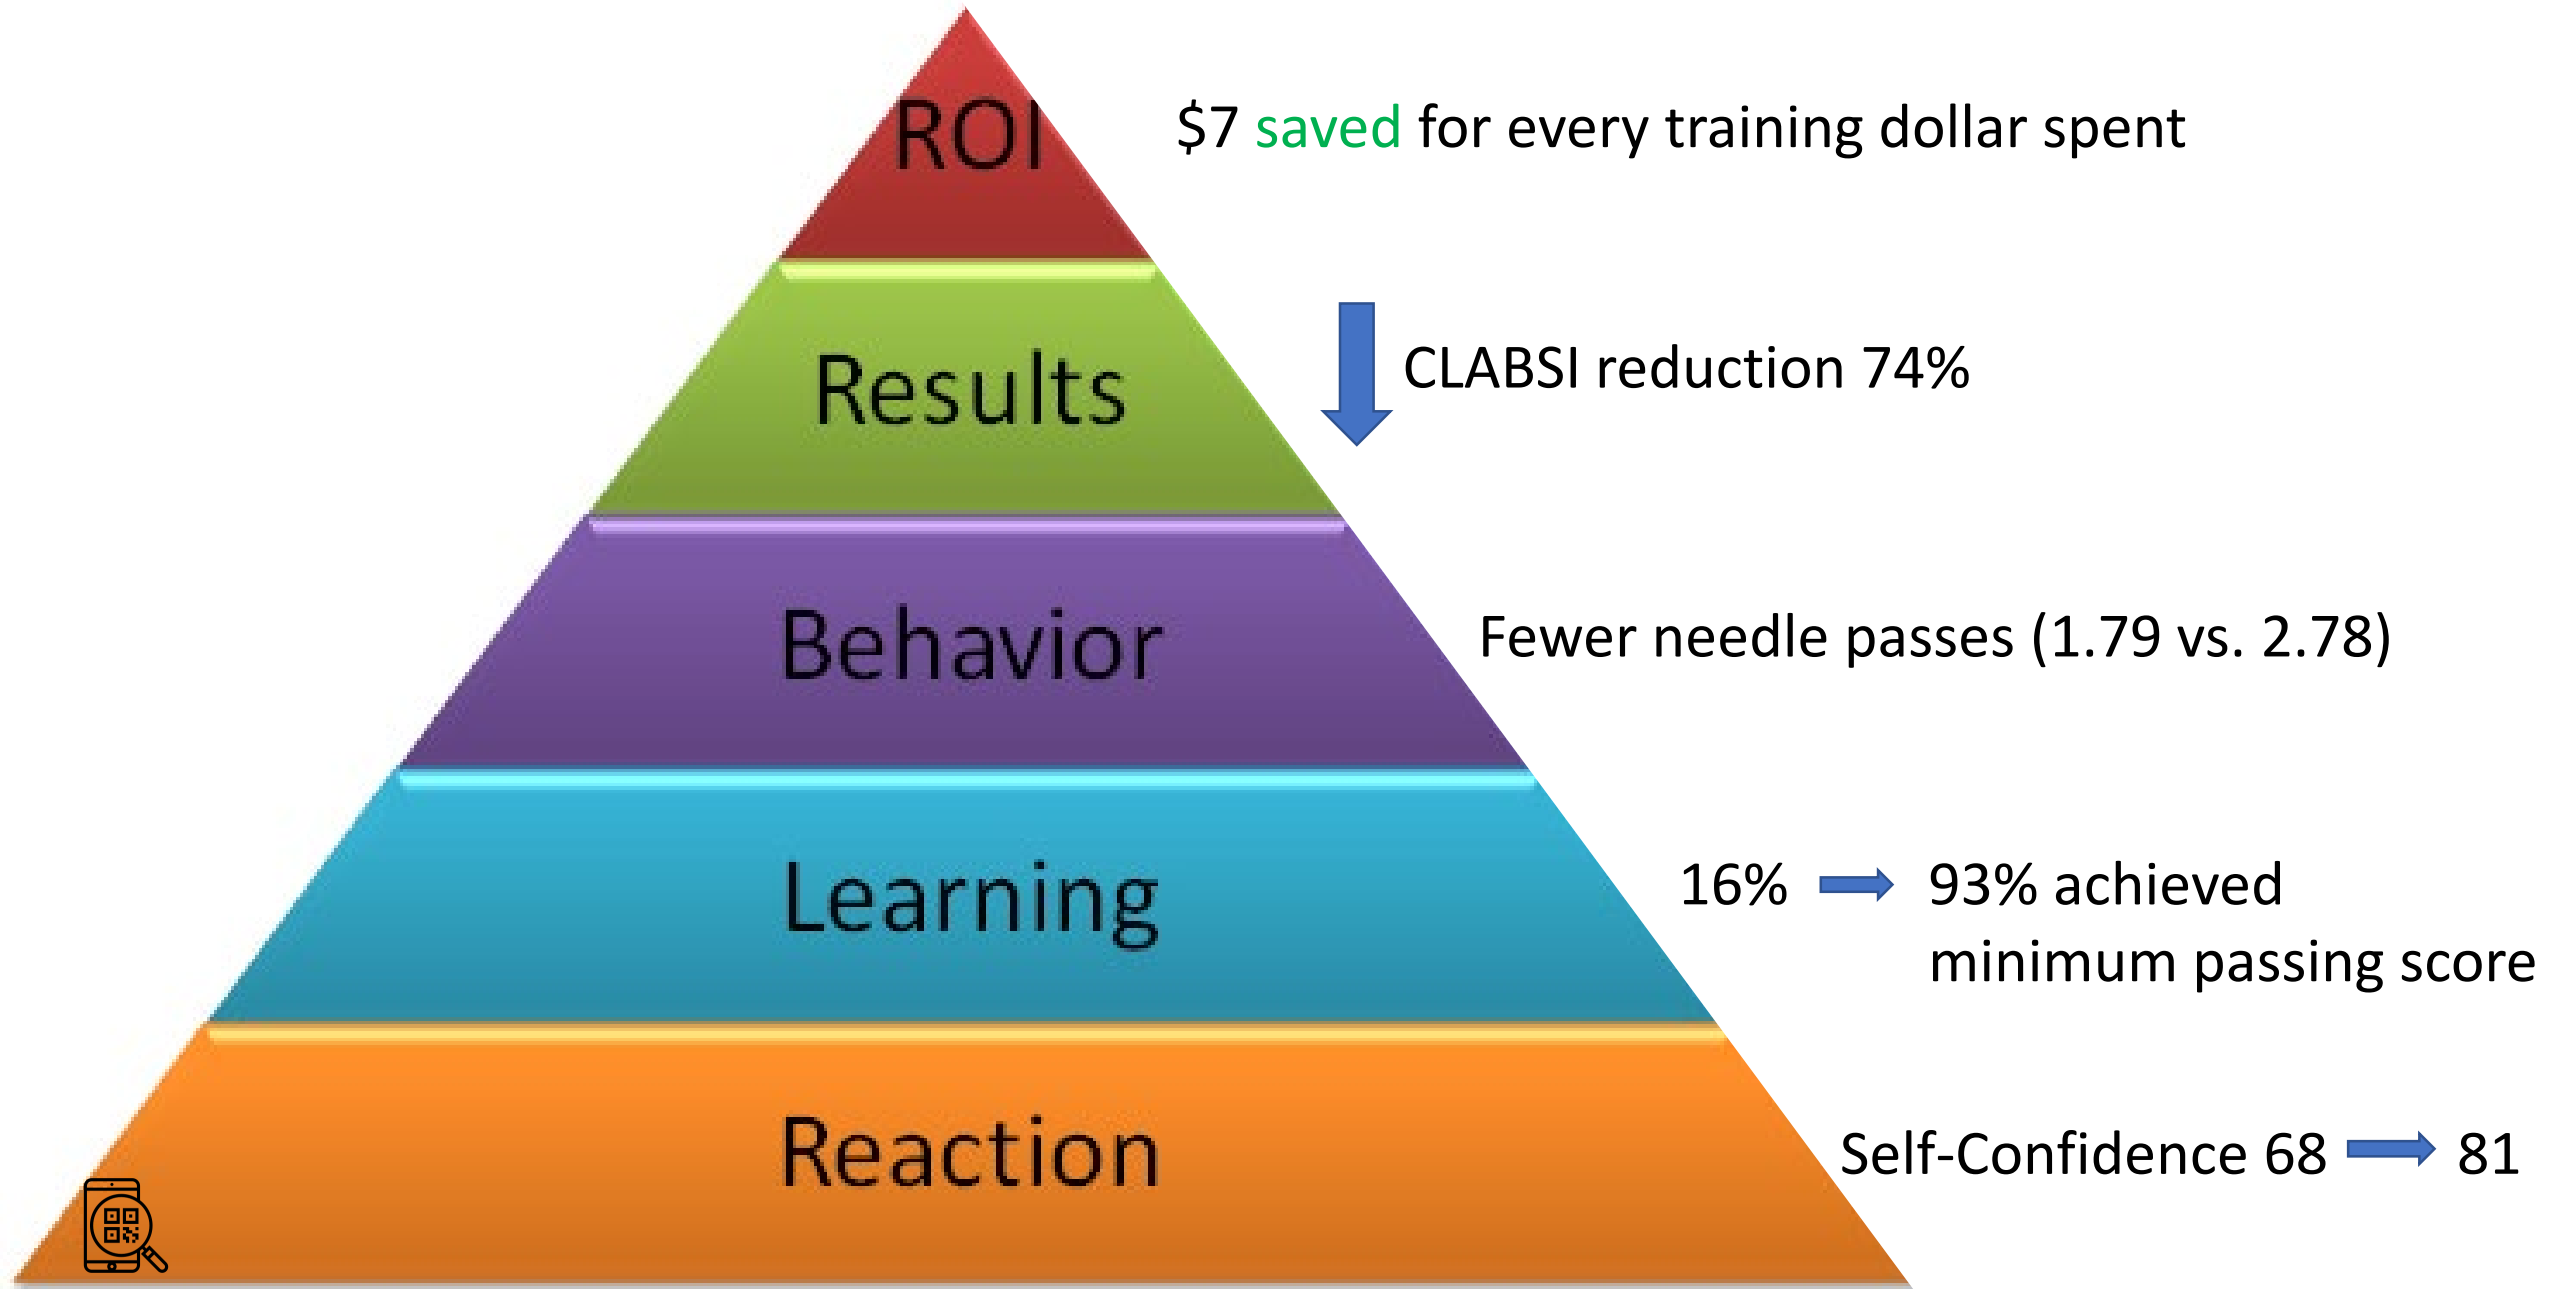 ROI
$7 saved for every training dollar spent
Results
CLABSI reduction 74%
Behavior
Fewer needle passes (1.79 vs. 2.78)
Learning
16% 93% achieved
minimum passing score
Reaction
Self-Confidence 68 81